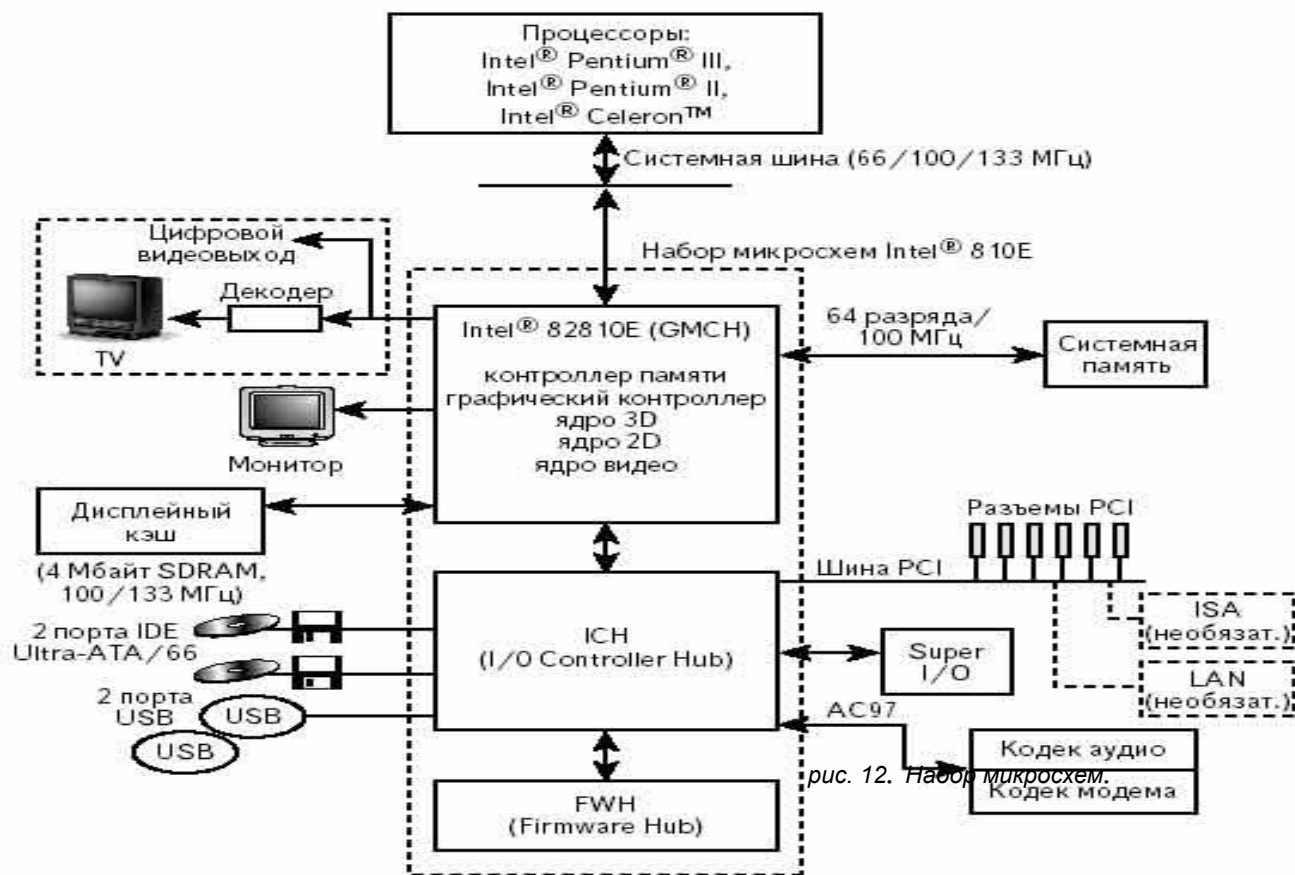 Процессоры:
Intel® Pentium® III,
Intel® Pentium® II,
Intel® Celeron™
Системная шина (66/100/133 МГц)
Набор микросхем Intel® 810E
Цифровой
видеовыход
Декодер
TV
Монитор
Intel® 82810E (GMCH)
контроллер памяти
графический контроллер
ядро 3D
ядро 2D
ядро видео
64 разряда/
100 МГц
Системная
память
Дисплейный
кэш
(4 Мбайт SDRAM,
100/133 МГц)
Разъемы PCI
Шина PCI
ISA
(необязат.)
LAN
(необязат.)
2 порта IDE
Ultra-ATA/66
2 порта
USB
USB
USB
ICH
(I/O Controller Hub)
Super
I/O
AC97
Кодек аудио
Кодек модема
рис. 12. Набор микросхем.
FWH
(Firmware Hub)